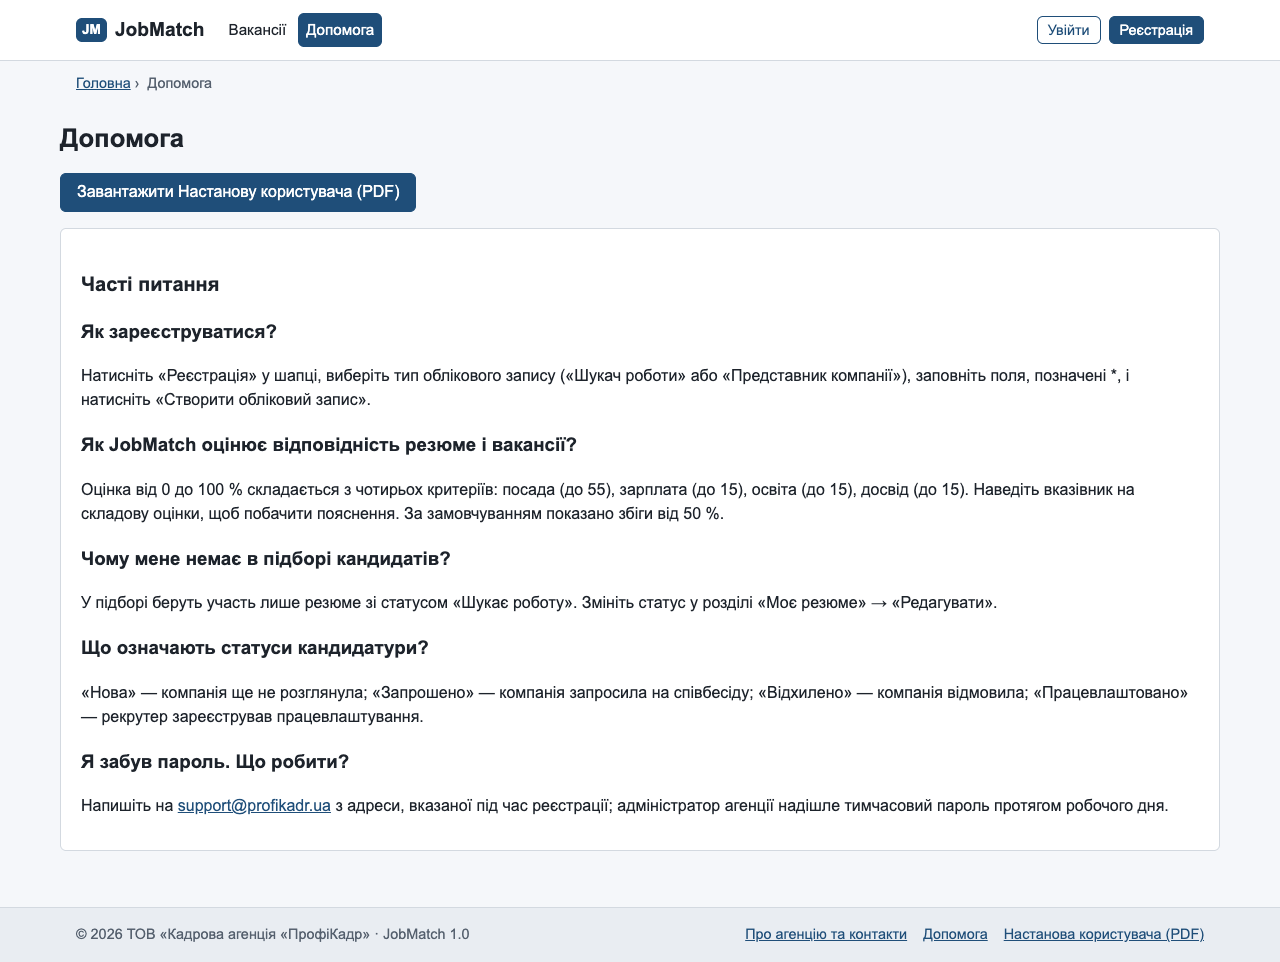 JM JobMatch Вакансії Допомога Увійти Реєстрація
Головна › Допомога
Допомога
Завантажити Настанову користувача (PDF)
Часті питання
Як зареєструватися?
Натисніть «Реєстрація» у шапці, виберіть тип облікового запису («Шукач роботи» або «Представник компанії»), заповніть поля, позначені *, і
натисніть «Створити обліковий запис».
Як JobMatch оцінює відповідність резюме і вакансії?
Оцінка від 0 до 100 % складається з чотирьох критеріїв: посада (до 55), зарплата (до 15), освіта (до 15), досвід (до 15). Наведіть вказівник на
складову оцінки, щоб побачити пояснення. За замовчуванням показано збіги від 50 %.
Чому мене немає в підборі кандидатів?
У підборі беруть участь лише резюме зі статусом «Шукає роботу». Змініть статус у розділі «Моє резюме» → «Редагувати».
Що означають статуси кандидатури?
«Нова» — компанія ще не розглянула; «Запрошено» — компанія запросила на співбесіду; «Відхилено» — компанія відмовила; «Працевлаштовано»
— рекрутер зареєстрував працевлаштування.
Я забув пароль. Що робити?
Напишіть на support@profikadr.ua з адреси, вказаної під час реєстрації; адміністратор агенції надішле тимчасовий пароль протягом робочого дня.
© 2026 ТОВ «Кадрова агенція «ПрофіКадр» · JobMatch 1.0 Про агенцію та контакти Допомога Настанова користувача (PDF)